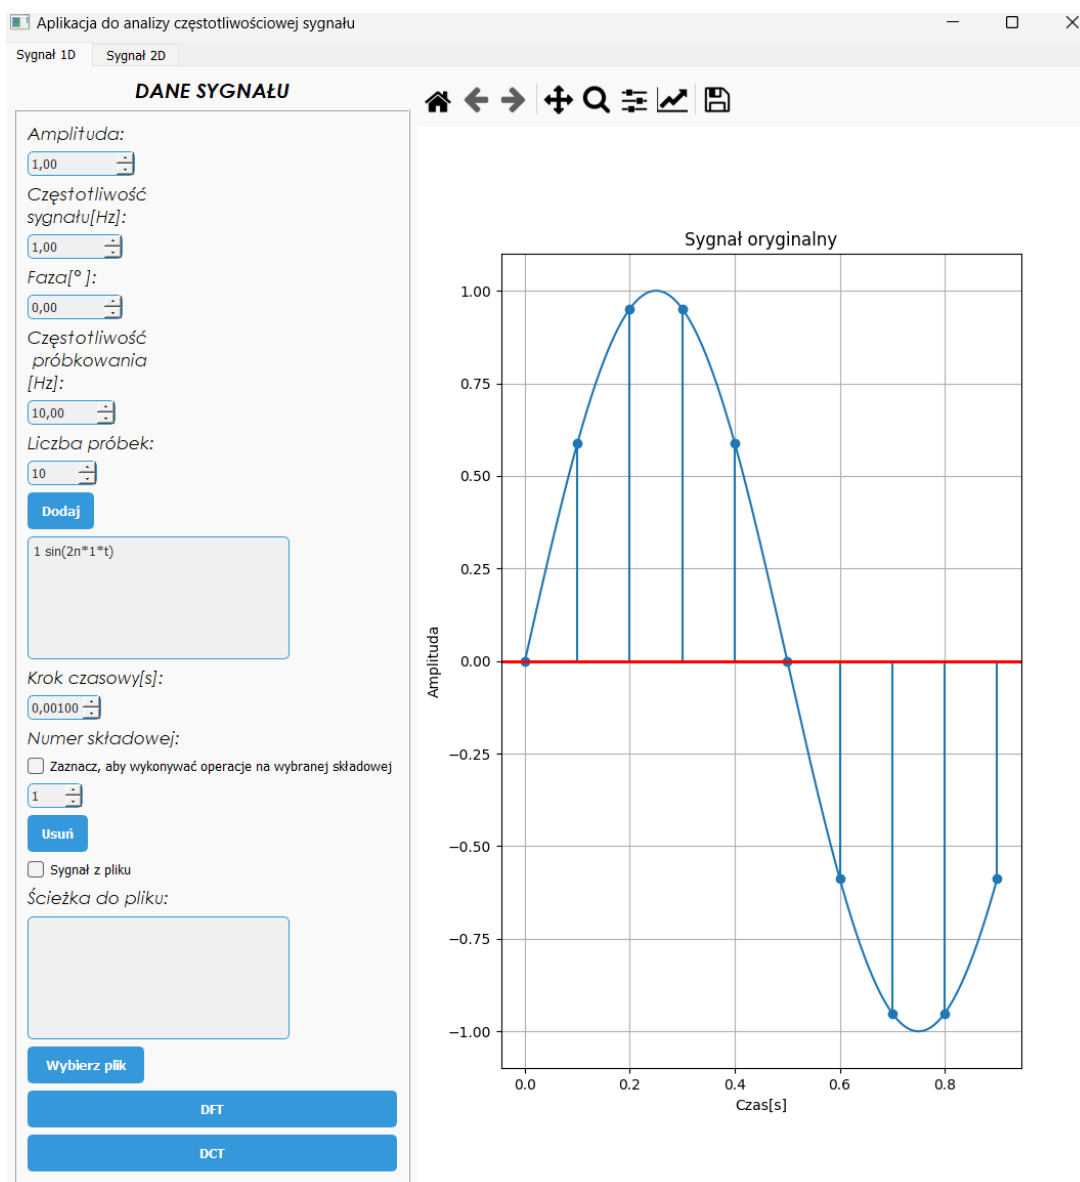 Aplikacja do analizy częstotliwościowej sygnału
Sygnał 1D
Sygnał 2D
DANE SYGNAŁU
Amplituda:
1,00
Częstotliwość
sygnału[Hz]:
1,00
Faza[° ]:
0,00
Częstotliwość
próbkowania
[Hz]:
10,00
Liczba próbek:
10
Dodaj
1 sin(2π*1*t)
Krok czasowy[s]:
0,00100
Numer składowej:
Zaznacz, aby wykonywać operacje na wybranej składowej
1
Usuń
Sygnał z pliku
Ścieżka do pliku:
Wybierz plik
DFT
DCT
Sygnał oryginalny
1.00
0.75
0.50
0.25
0.00
−0.25
−0.50
−0.75
−1.00
Amplituda
0.0
0.2
0.4
0.6
0.8
Czas[s]